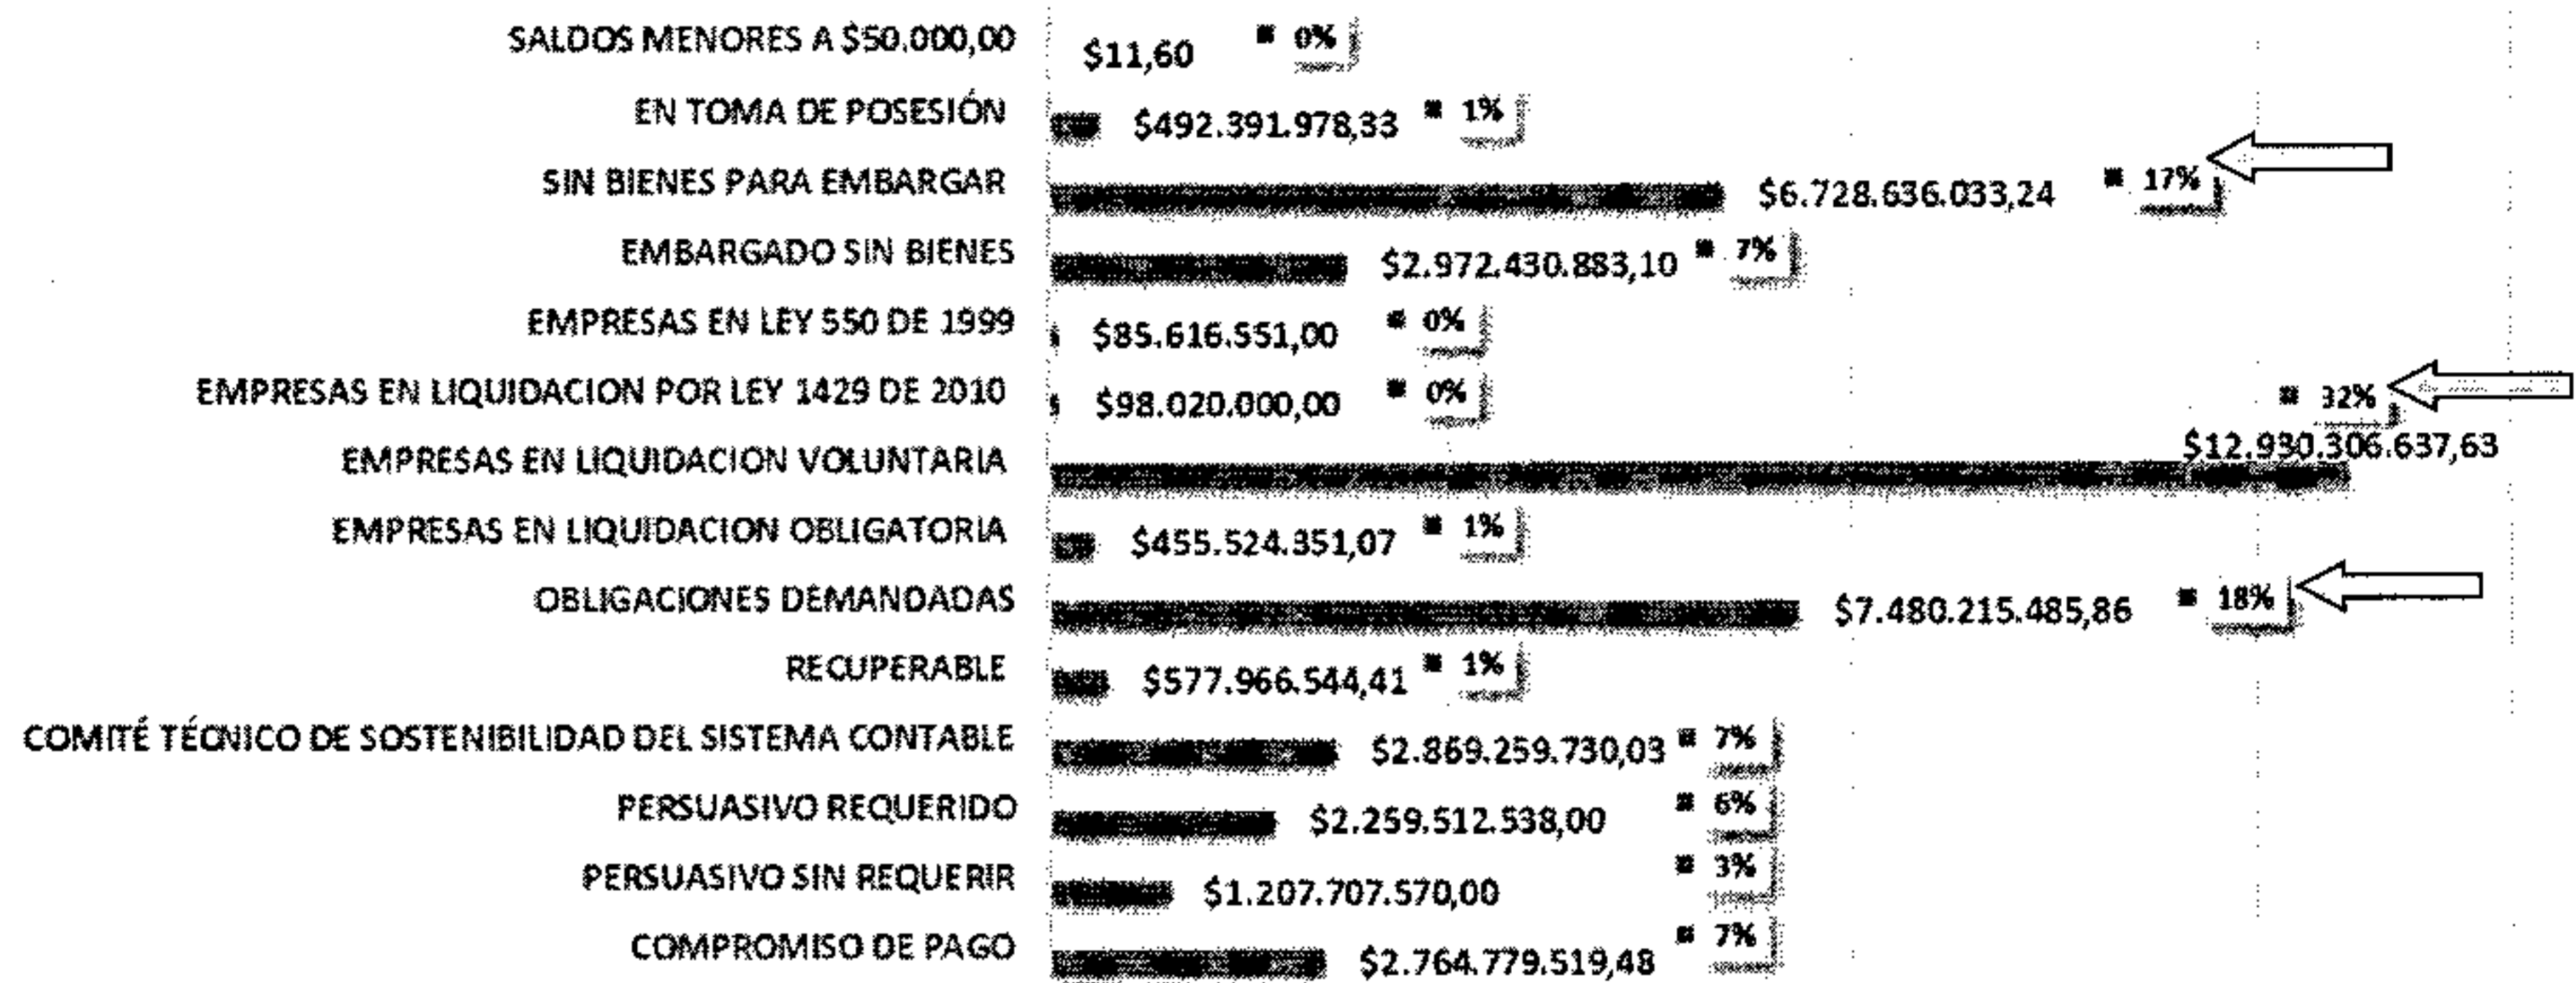 SALDOS MENORES A $50.000,00 $11,60 0%
EN TOMA DE POSESIÓN $492.391.978,33 1%
SIN BIENES PARA EMBARGAR $6.728.636.033,24 17%
EMBARGADO SIN BIENES $2.972.430.883,10 7%
EMPRESAS EN LEY 550 DE 1999 $85.616.551,00 0%
EMPRESAS EN LIQUIDACION POR LEY 1429 DE 2010 $98.020.000,00 0%
32%
EMPRESAS EN LIQUIDACION VOLUNTARIA $12.930.306.637,63
EMPRESAS EN LIQUIDACION OBLIGATORIA $455.524.351,07 1%
OBLIGACIONES DEMANDADAS $7.480.215.485,86 18%
RECUPERABLE $577.966.544,41 1%
COMITÉ TÉCNICO DE SOSTENIBILIDAD DEL SISTEMA CONTABLE $2.869.259.730,03 7%
PERSUASIVO REQUERIDO $2.259.512.538,00 6%
PERSUASIVO SIN REQUERIR $1.207.707.570,00 3%
COMPROMISO DE PAGO $2.764.779.519,48 7%